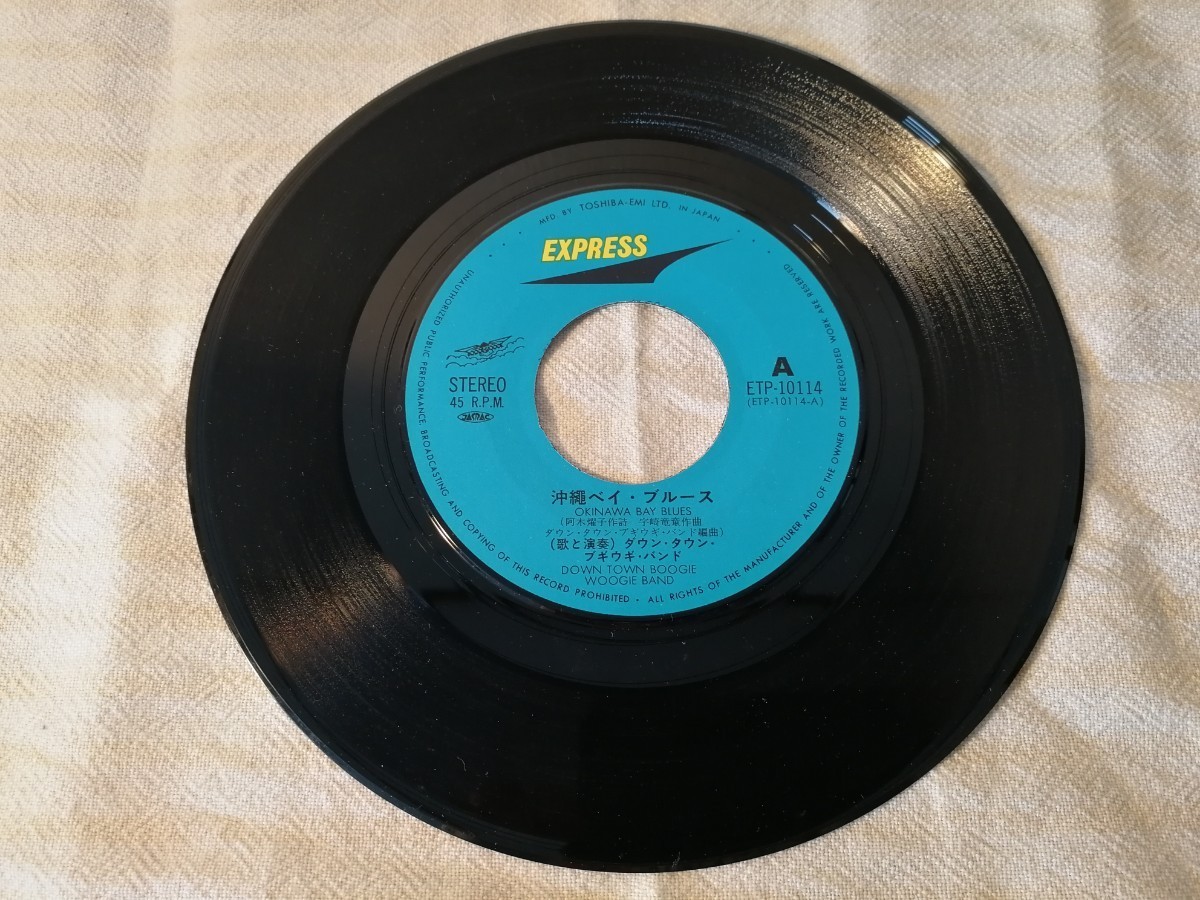 MFD. BY TOSHIBA-EMI LTD. IN JAPAN
EXPRESS
STEREO
45 R.P.M.
JASRAC
A
ETP-10114
(ETP-10114-A)
沖繩ベイ・ブルース
OKINAWA BAY BLUES
(阿木燿子作詩 宇崎竜童作曲
ダウン・タウン・ブギウギ・バンド編曲)
(歌と演奏) ダウン・タウン・
ブギウギ・バンド
DOWN TOWN BOOGIE
WOOGIE BAND
UNAUTHORIZED PUBLIC PERFORMANCE, BROADCASTING AND COPYING OF THIS RECORD PROHIBITED · ALL RIGHTS OF THE MANUFACTURER AND OF THE OWNER OF THE RECORDED WORK ARE RESERVED